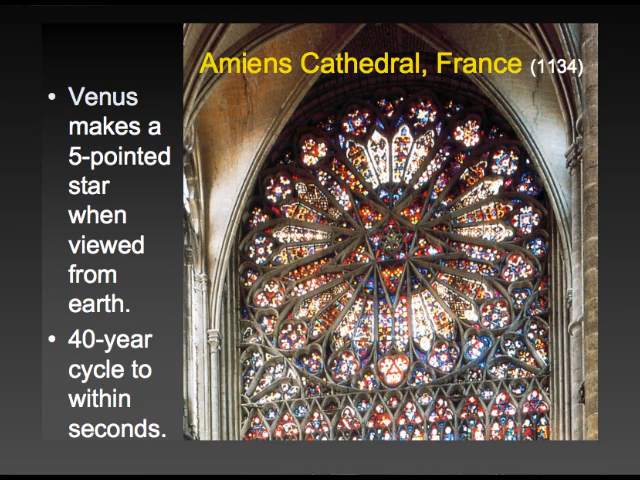 Amiens Cathedral, France (1134)
• Venus
makes a
5-pointed
star
when
viewed
from
earth.
• 40-year
cycle to
within
seconds.